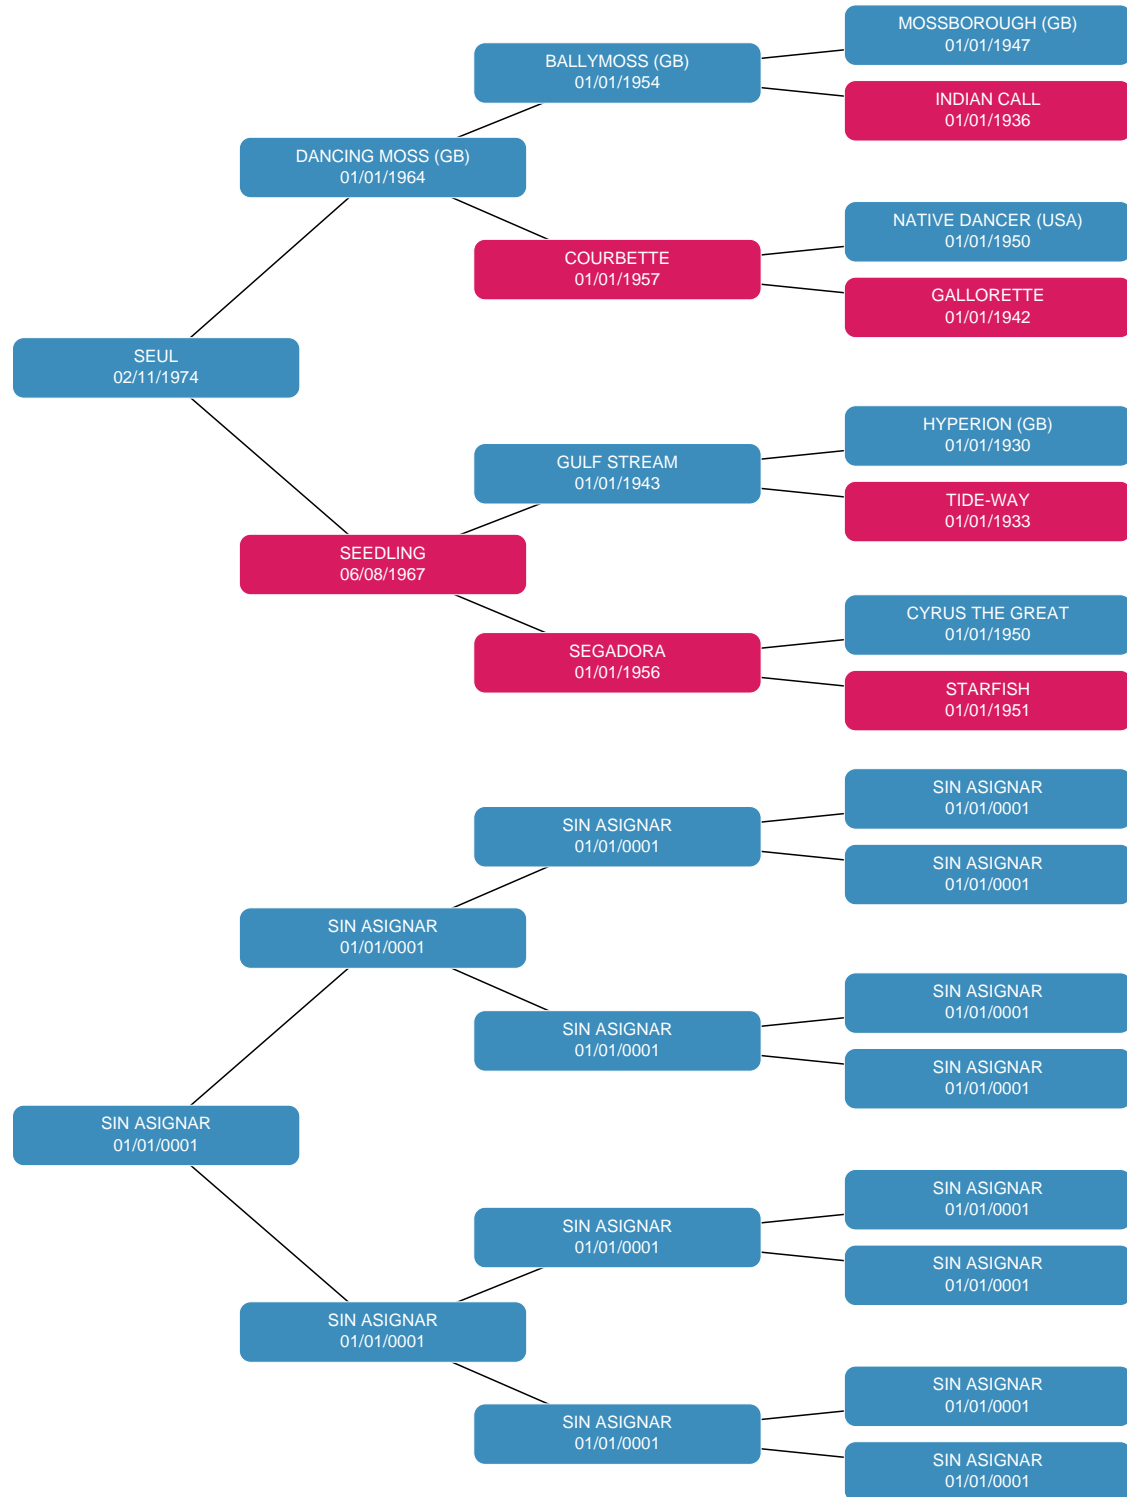 MOSSBOROUGH (GB)
01/01/1947
BALLYMOSS (GB)
01/01/1954
INDIAN CALL
01/01/1936
DANCING MOSS (GB)
01/01/1964
NATIVE DANCER (USA)
01/01/1950
COURBETTE
01/01/1957
GALLORETTE
01/01/1942
SEUL
02/11/1974
HYPERION (GB)
01/01/1930
GULF STREAM
01/01/1943
TIDE-WAY
01/01/1933
SEEDLING
06/08/1967
CYRUS THE GREAT
01/01/1950
SEGADORA
01/01/1956
STARFISH
01/01/1951
SIN ASIGNAR
01/01/0001
SIN ASIGNAR
01/01/0001
SIN ASIGNAR
01/01/0001
SIN ASIGNAR
01/01/0001
SIN ASIGNAR
01/01/0001
SIN ASIGNAR
01/01/0001
SIN ASIGNAR
01/01/0001
SIN ASIGNAR
01/01/0001
SIN ASIGNAR
01/01/0001
SIN ASIGNAR
01/01/0001
SIN ASIGNAR
01/01/0001
SIN ASIGNAR
01/01/0001
SIN ASIGNAR
01/01/0001
SIN ASIGNAR
01/01/0001
SIN ASIGNAR
01/01/0001